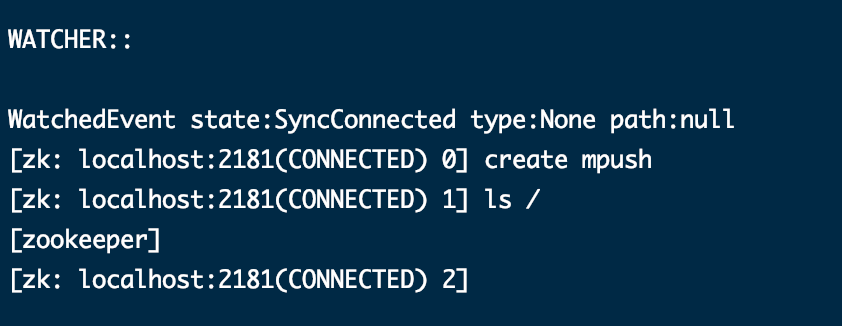 WATCHER::
WatchedEvent state:SyncConnected type:None path:null
[zk: localhost:2181(CONNECTED) 0] create mpush
[zk: localhost:2181(CONNECTED) 1] ls /
[zookeeper]
[zk: localhost:2181(CONNECTED) 2]